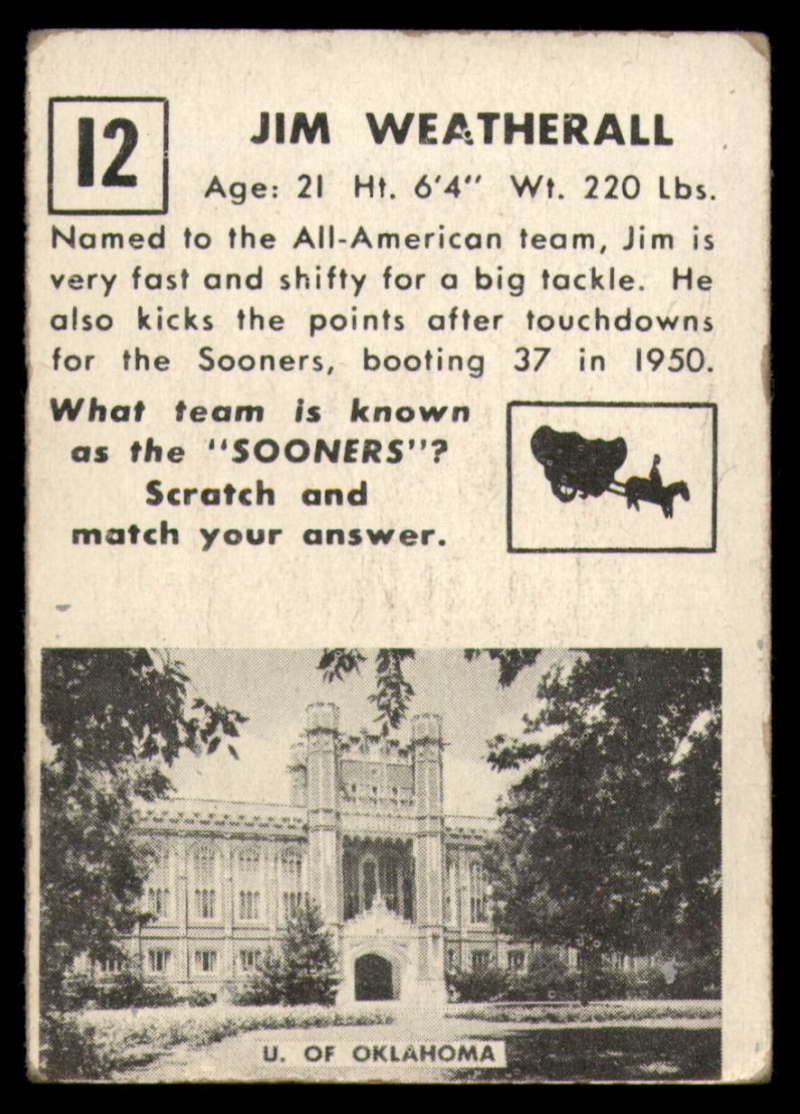 12
JIM WEATHERALL
Age: 21 Ht. 6'4" Wt. 220 Lbs.
Named to the All-American team, Jim is
very fast and shifty for a big tackle. He
also kicks the points after touchdowns
for the Sooners, booting 37 in 1950.
What team is known
as the "SOONERS"?
Scratch and
match your answer.
U. OF OKLAHOMA